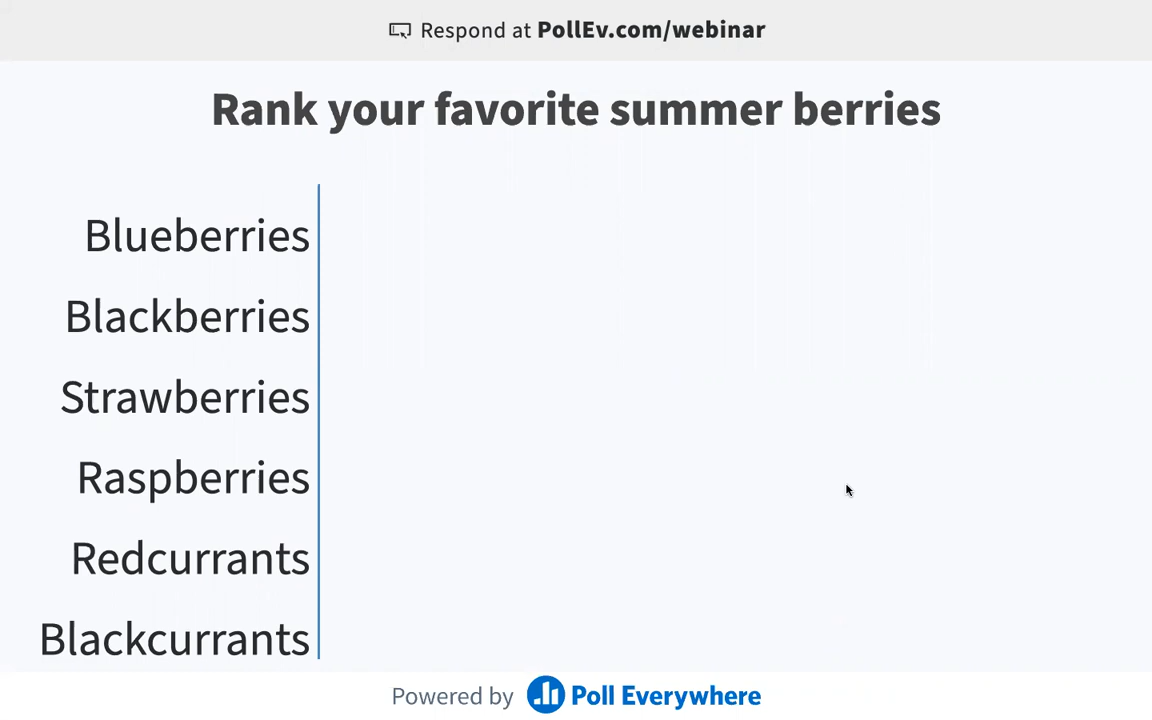 Respond at PollEv.com/webinar
Rank your favorite summer berries
Blueberries
Blackberries
Strawberries
Raspberries
Redcurrants
Blackcurrants
Powered by Poll Everywhere